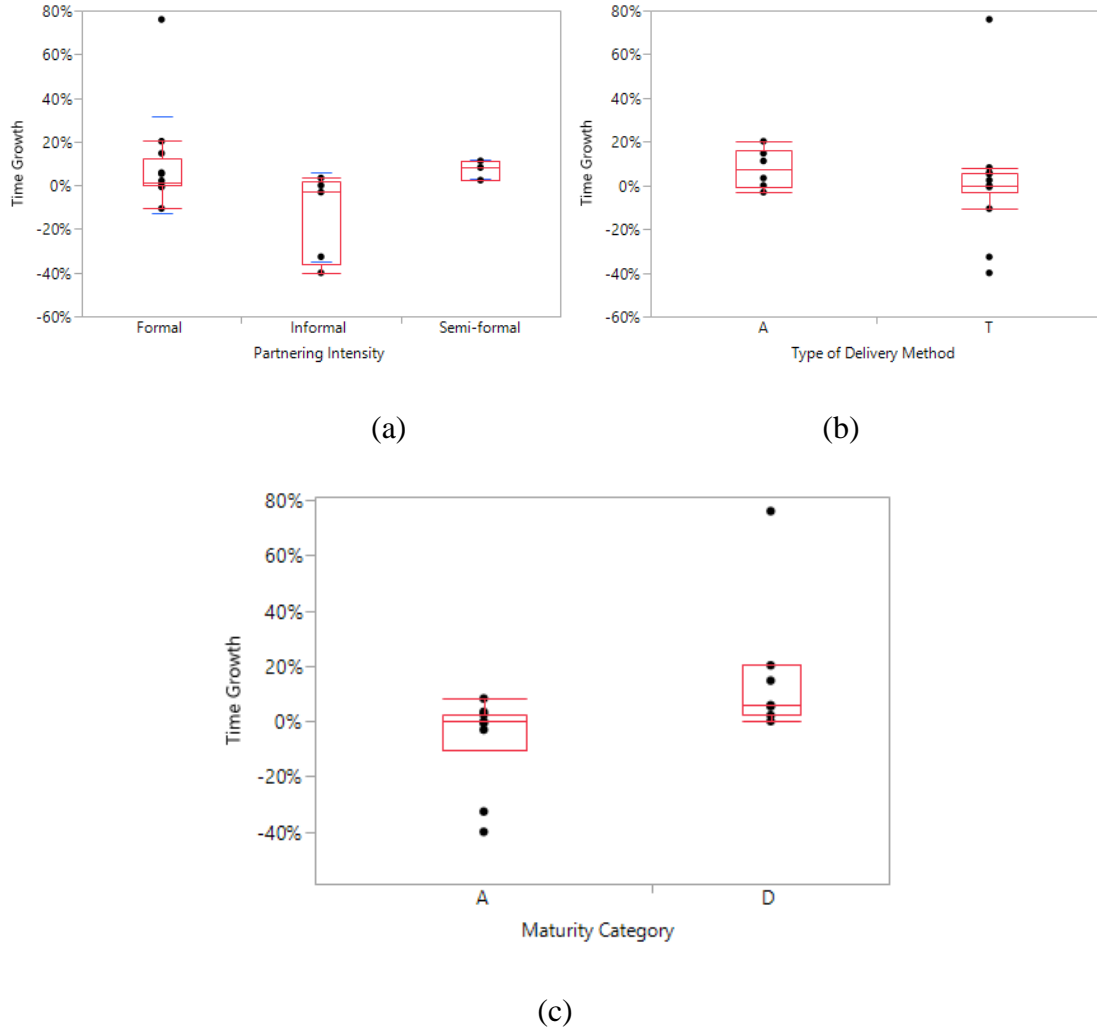 80%
60%
40%
20%
0%
-20%
-40%
-60%
Time Growth
Formal
Informal
Semi-formal
Partnering Intensity
(a)
80%
60%
40%
20%
0%
-20%
-40%
-60%
Time Growth
A
T
Type of Delivery Method
(b)
80%
60%
40%
20%
0%
-20%
-40%
Time Growth
A
D
Maturity Category
(c)